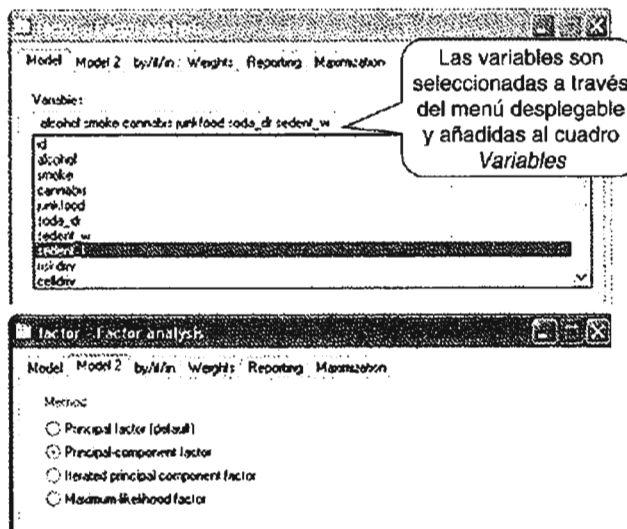 Model Model 2 by/if/in Weights Reporting Maximization
Las variables son
seleccionadas a través
del menú desplegable
y añadidas al cuadro
Variables
Variables:
alcohol smoke cannabis junkfood soda_dr sedent_w
id
alcohol
smoke
cannabis
junkfood
soda_dr
sedent_w
celldriv
factor - Factor analysis
Model Model 2 by/if/in Weights Reporting Maximization
Method
Principal factor (default)
Principal-component factor
Iterated principal component factor
Maximum-likelihood factor